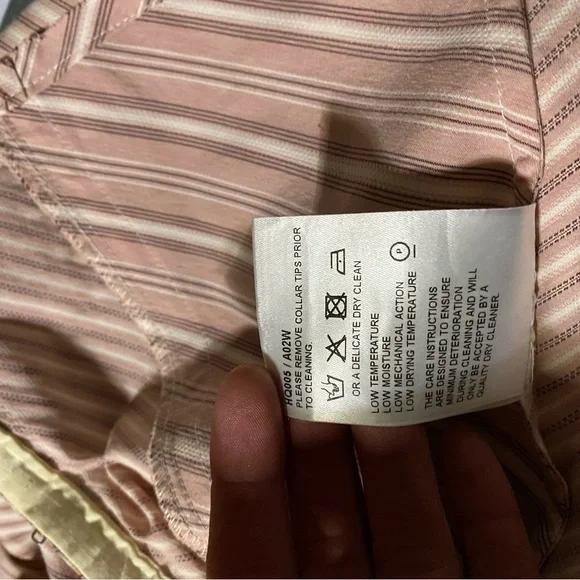 HQ005 / A02W
PLEASE REMOVE COLLAR TIPS PRIOR
TO CLEANING.
OR A DELICATE DRY CLEAN
P
LOW TEMPERATURE
LOW MOISTURE
LOW MECHANICAL ACTION
LOW DRYING TEMPERATURE
THE CARE INSTRUCTIONS
ARE DESIGNED TO ENSURE
MINIMUM DETERIORATION
DURING CLEANING AND WILL
ONLY BE ACCEPTED BY A
QUALITY DRY CLEANER.